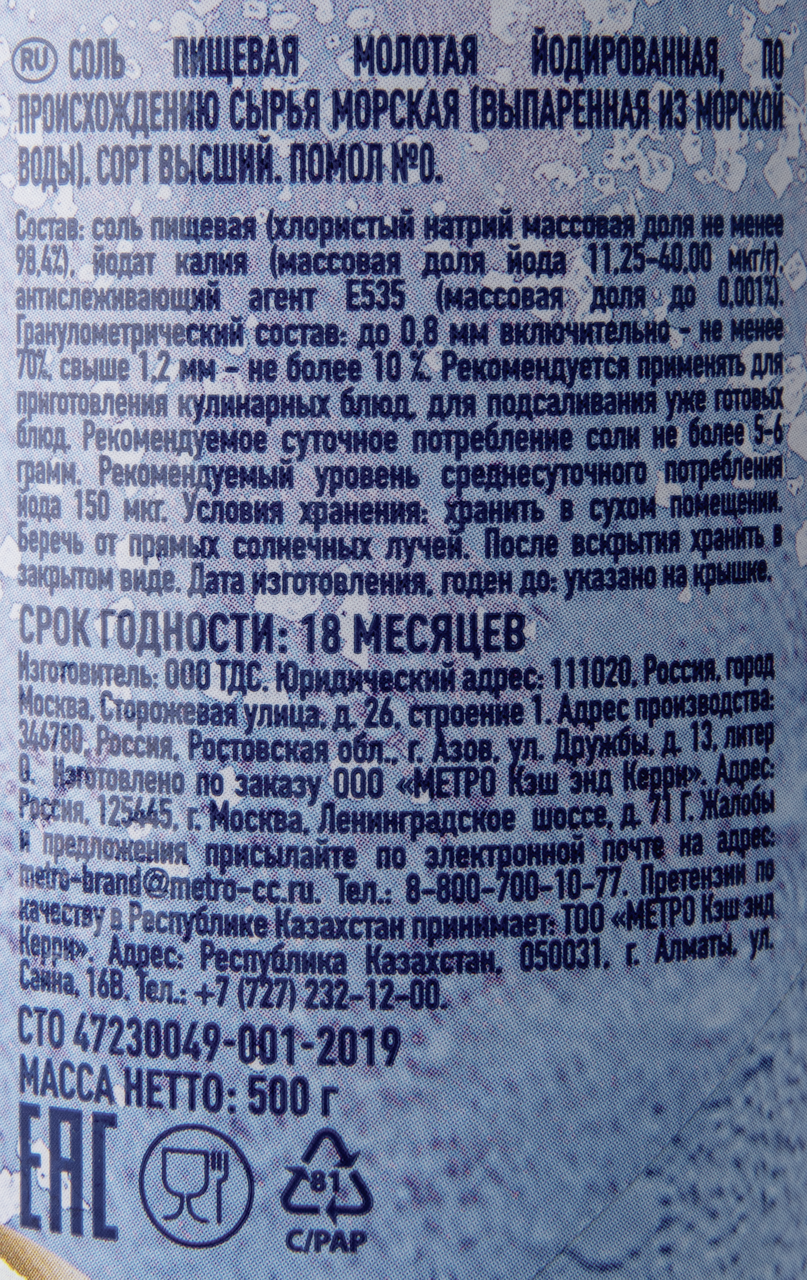 RU СОЛЬ ПИЩЕВАЯ МОЛОТАЯ ЙОДИРОВАННАЯ, ПО
ПРОИСХОЖДЕНИЮ СЫРЬЯ МОРСКАЯ (ВЫПАРЕННАЯ ИЗ МОРСКОЙ
ВОДЫ). СОРТ ВЫСШИЙ. ПОМОЛ №0.
Состав: соль пищевая (хлористый натрий массовая доля не менее
98,4%), йодат калия (массовая доля йода 11,25-40,00 мкг/г),
антислеживающий агент Е535 (массовая доля до 0,001%).
Гранулометрический состав: до 0,8 мм включительно - не менее
70%, свыше 1,2 мм - не более 10 %. Рекомендуется применять для
приготовления кулинарных блюд, для подсаливания уже готовых
блюд. Рекомендуемое суточное потребление соли не более 5-6
грамм. Рекомендуемый уровень среднесуточного потребления
йода 150 мкг. Условия хранения: хранить в сухом помещении.
Беречь от прямых солнечных лучей. После вскрытия хранить в
закрытом виде. Дата изготовления, годен до: указано на крышке.
СРОК ГОДНОСТИ: 18 МЕСЯЦЕВ
Изготовитель: ООО ТДС. Юридический адрес: 111020, Россия, город
Москва, Сторожевая улица, д. 26, строение 1. Адрес производства:
346780, Россия, Ростовская обл., г. Азов, ул. Дружбы, д. 13, литер
О. Изготовлено по заказу ООО «МЕТРО Кэш энд Керри». Адрес:
Россия, 125445, г. Москва, Ленинградское шоссе, д. 71 Г. Жалобы
и предложения присылайте по электронной почте на адрес:
metro-brand@metro-cc.ru. Тел.: 8-800-700-10-77. Претензии по
качеству в Республике Казахстан принимает: ТОО «МЕТРО Кэш энд
Керри». Адрес: Республика Казахстан, 050031, г. Алматы, ул.
Саина, 16В. Тел.: +7 (727) 232-12-00.
СТО 47230049-001-2019
МАССА НЕТТО: 500 г
ЕАС
81
C/PAP